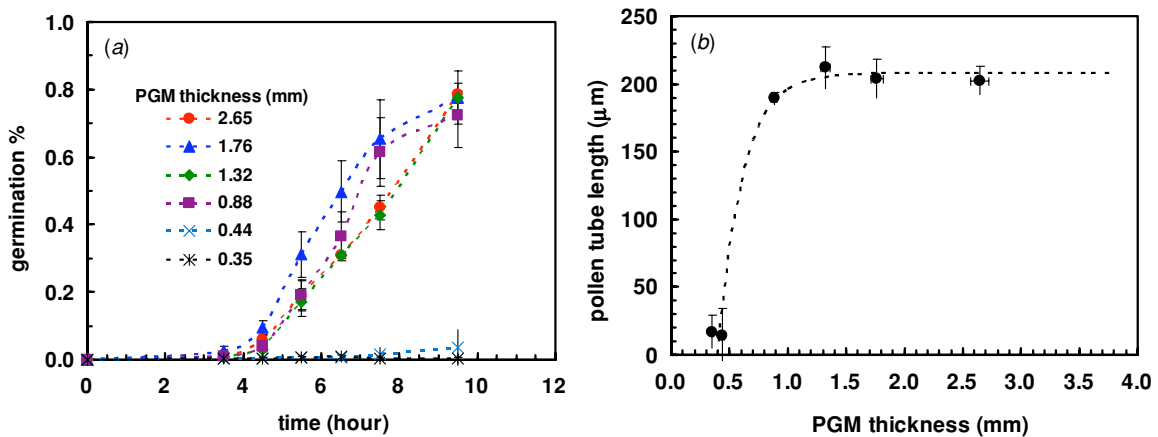 (a)
1.0
0.8
0.6
0.4
0.2
0.0
germination %
PGM thickness (mm)
2.65
1.76
1.32
0.88
0.44
0.35
0 2 4 6 8 10 12
time (hour)
(b)
250
200
150
100
50
0
pollen tube length (μm)
0.0 0.5 1.0 1.5 2.0 2.5 3.0 3.5 4.0
PGM thickness (mm)